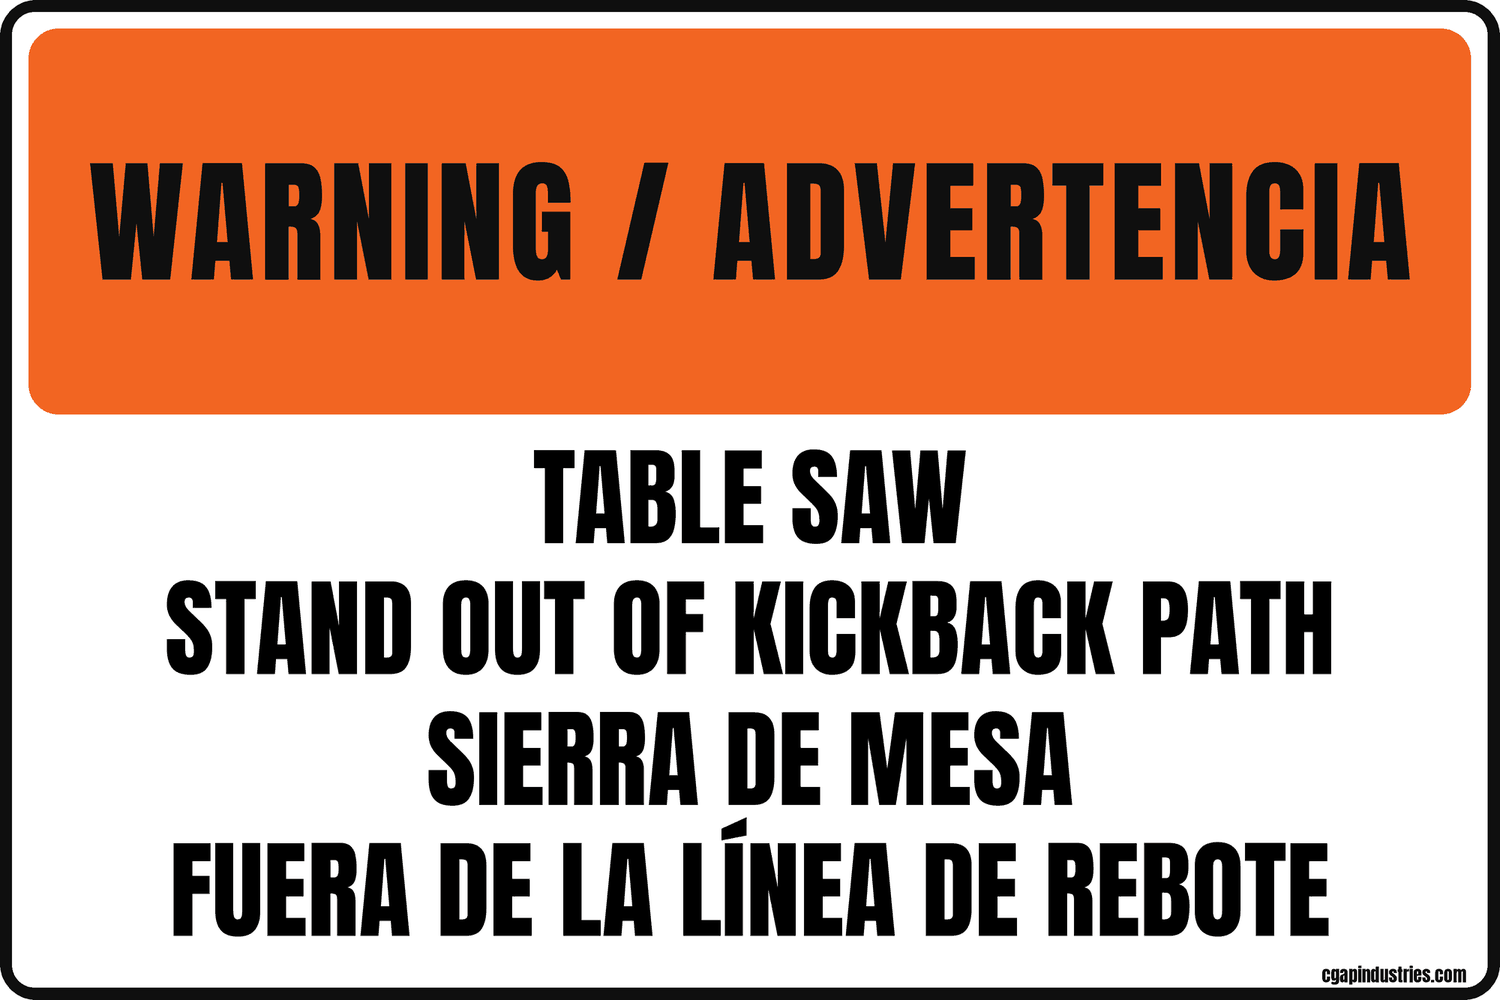 WARNING / ADVERTENCIA
TABLE SAW
STAND OUT OF KICKBACK PATH
SIERRA DE MESA
FUERA DE LA LÍNEA DE REBOTE
cgapindustries.com